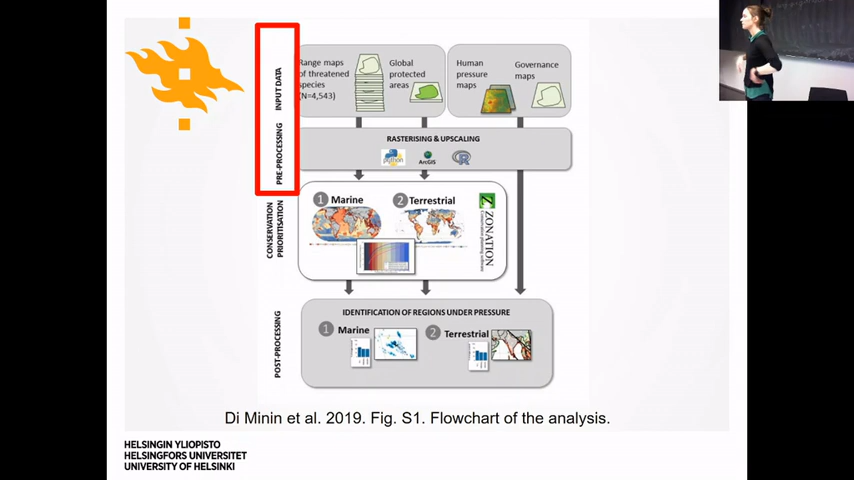 INPUT DATA
Range maps
of threatened
species
(N=4,543)
Global
protected
areas
Human
pressure
maps
Governance
maps
PRE-PROCESSING
RASTERISING & UPSCALING
python
ArcGIS
R
CONSERVATION
PRIORITISATION
1 Marine
2 Terrestrial
Z
ZONATION
Conservation planning software
POST-PROCESSING
IDENTIFICATION OF REGIONS UNDER PRESSURE
1 Marine
2 Terrestrial
Di Minin et al. 2019. Fig. S1. Flowchart of the analysis.
HELSINGIN YLIOPISTO
HELSINGFORS UNIVERSITET
UNIVERSITY OF HELSINKI